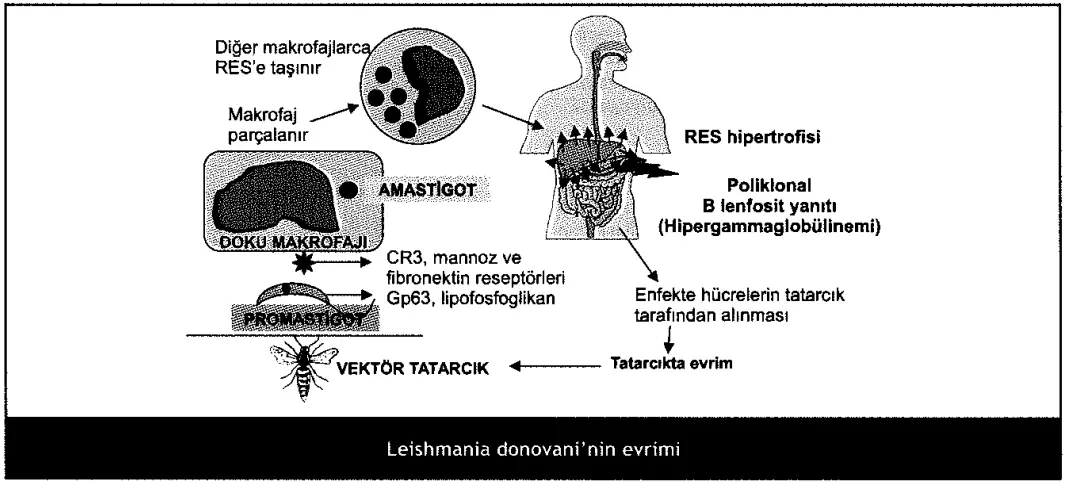 Diğer makrofajlarca
RES'e taşınır
Makrofaj
parçalanır
AMASTİGOT
DOKU MAKROFAJI
CR3, mannoz ve
fibronektin reseptörleri
Gp63, lipofosfoglikan
PROMASTİGOT
VEKTÖR TATARCIK
RES hipertrofisi
Poliklonal
B lenfosit yanıtı
(Hipergammaglobülinemi)
Enfekte hücrelerin tatarcık
tarafından alınması
Tatarcıkta evrim
Leishmania donovani'nin evrimi